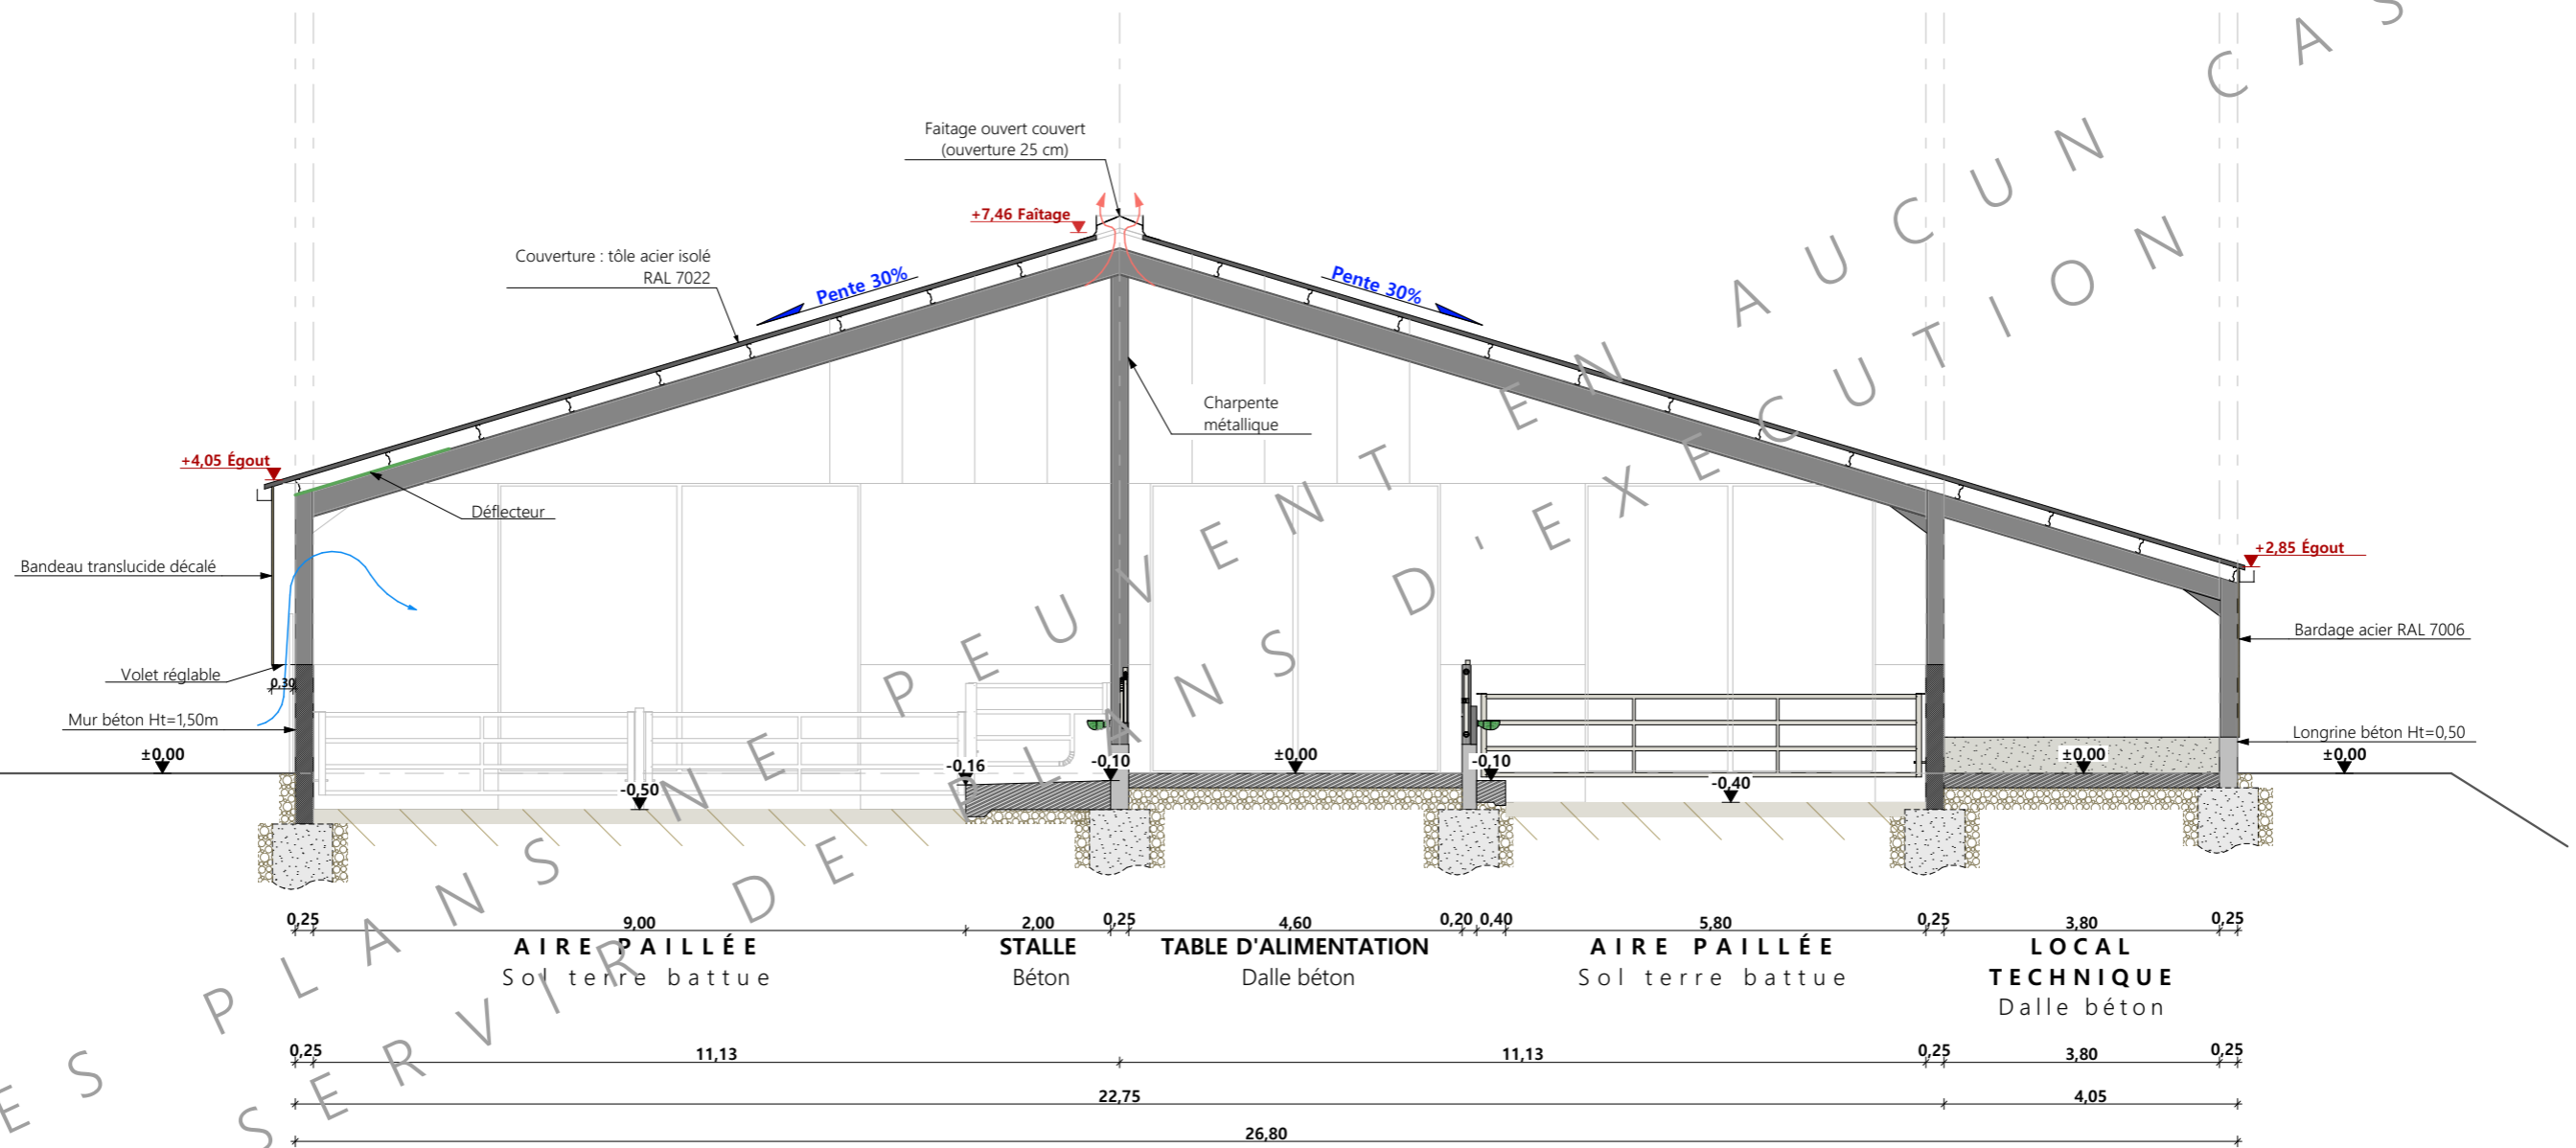 Faitage ouvert couvert
(ouverture 25 cm)
+7,46 Faîtage
Couverture : tôle acier isolé
RAL 7022
Pente 30%
Pente 30%
Charpente
métallique
+4,05 Égout
Déflecteur
Bandeau translucide décalé
+2,85 Égout
Bardage acier RAL 7006
Volet réglable
0,30
Mur béton Ht=1,50m
Longrine béton Ht=0,50
±0,00
-0,50
-0,16
-0,10
±0,00
-0,10
-0,40
±0,00
±0,00
0,25 9,00 2,00 0,25 4,60 0,20 0,40 5,80 0,25 3,80 0,25
AIRE PAILLÉE
Sol terre battue
STALLE
Béton
TABLE D'ALIMENTATION
Dalle béton
AIRE PAILLÉE
Sol terre battue
LOCAL
TECHNIQUE
Dalle béton
0,25 11,13 11,13 0,25 3,80 0,25
22,75 4,05
26,80
ES PLANS NE PEUVENT EN AUCUN CAS
SERVIR DE PLANS D'EXECUTION